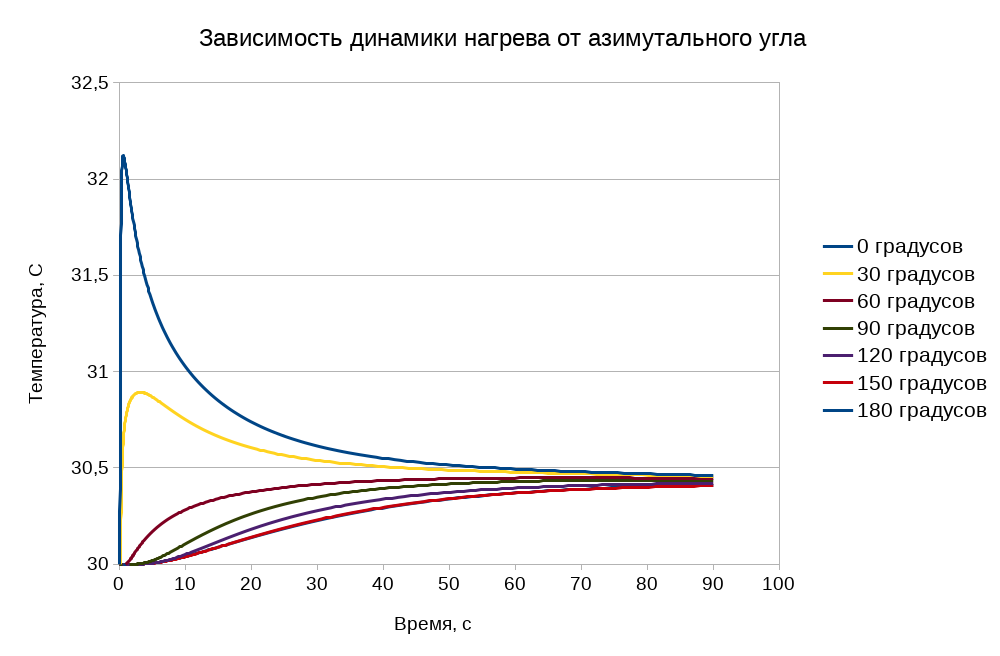 Зависимость динамики нагрева от азимутального угла
32,5
32
31,5
31
30,5
30
Температура, С
0 10 20 30 40 50 60 70 80 90 100
Время, с
0 градусов
30 градусов
60 градусов
90 градусов
120 градусов
150 градусов
180 градусов